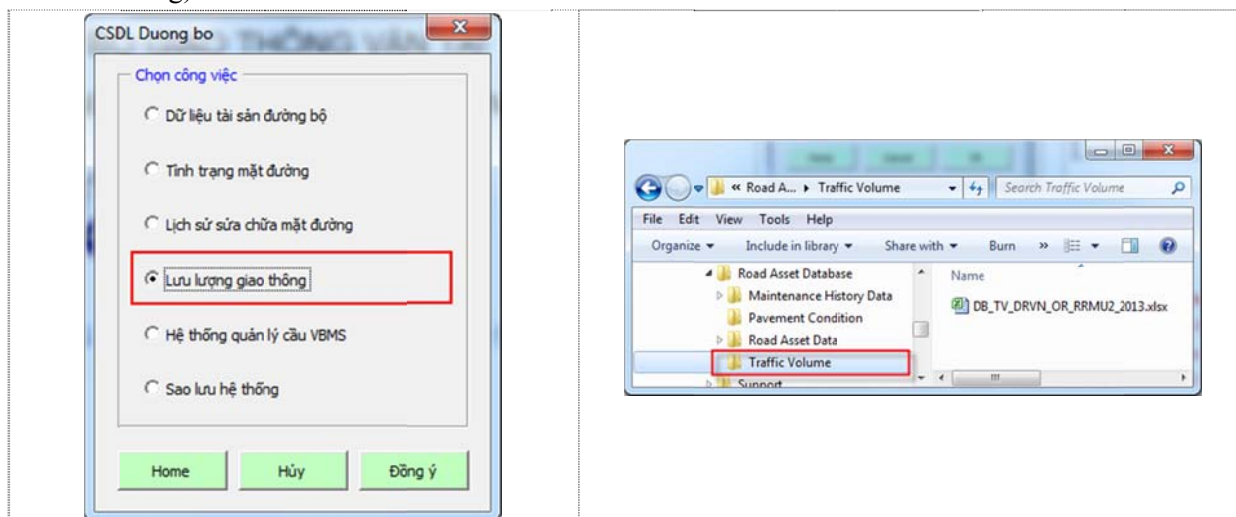 CSDL Duong bo
Chọn công việc
Dữ liệu tài sản đường bộ
Tình trạng mặt đường
Lịch sử sửa chữa mặt đường
Lưu lượng giao thông
Hệ thống quản lý cầu VBMS
Sao lưu hệ thống
Home Hủy Đồng ý
« Road A... Traffic Volume Search Traffic Volume
File Edit View Tools Help
Organize Include in library Share with Burn »
Road Asset Database
Maintenance History Data
Pavement Condition
Road Asset Data
Traffic Volume
Support
Name
DB_TV_DRVN_OR_RRMU2_2013.xlsx